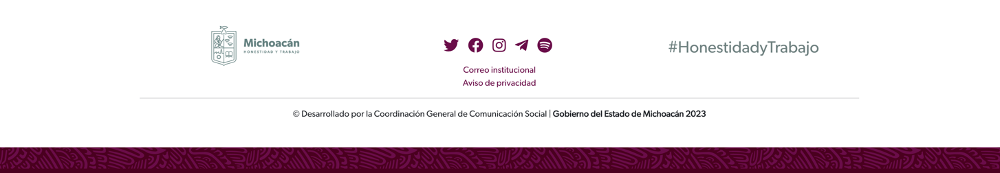 Michoacán
HONESTIDAD Y TRABAJO
#HonestidadyTrabajo
Correo institucional
Aviso de privacidad
© Desarrollado por la Coordinación General de Comunicación Social | Gobierno del Estado de Michoacán 2023